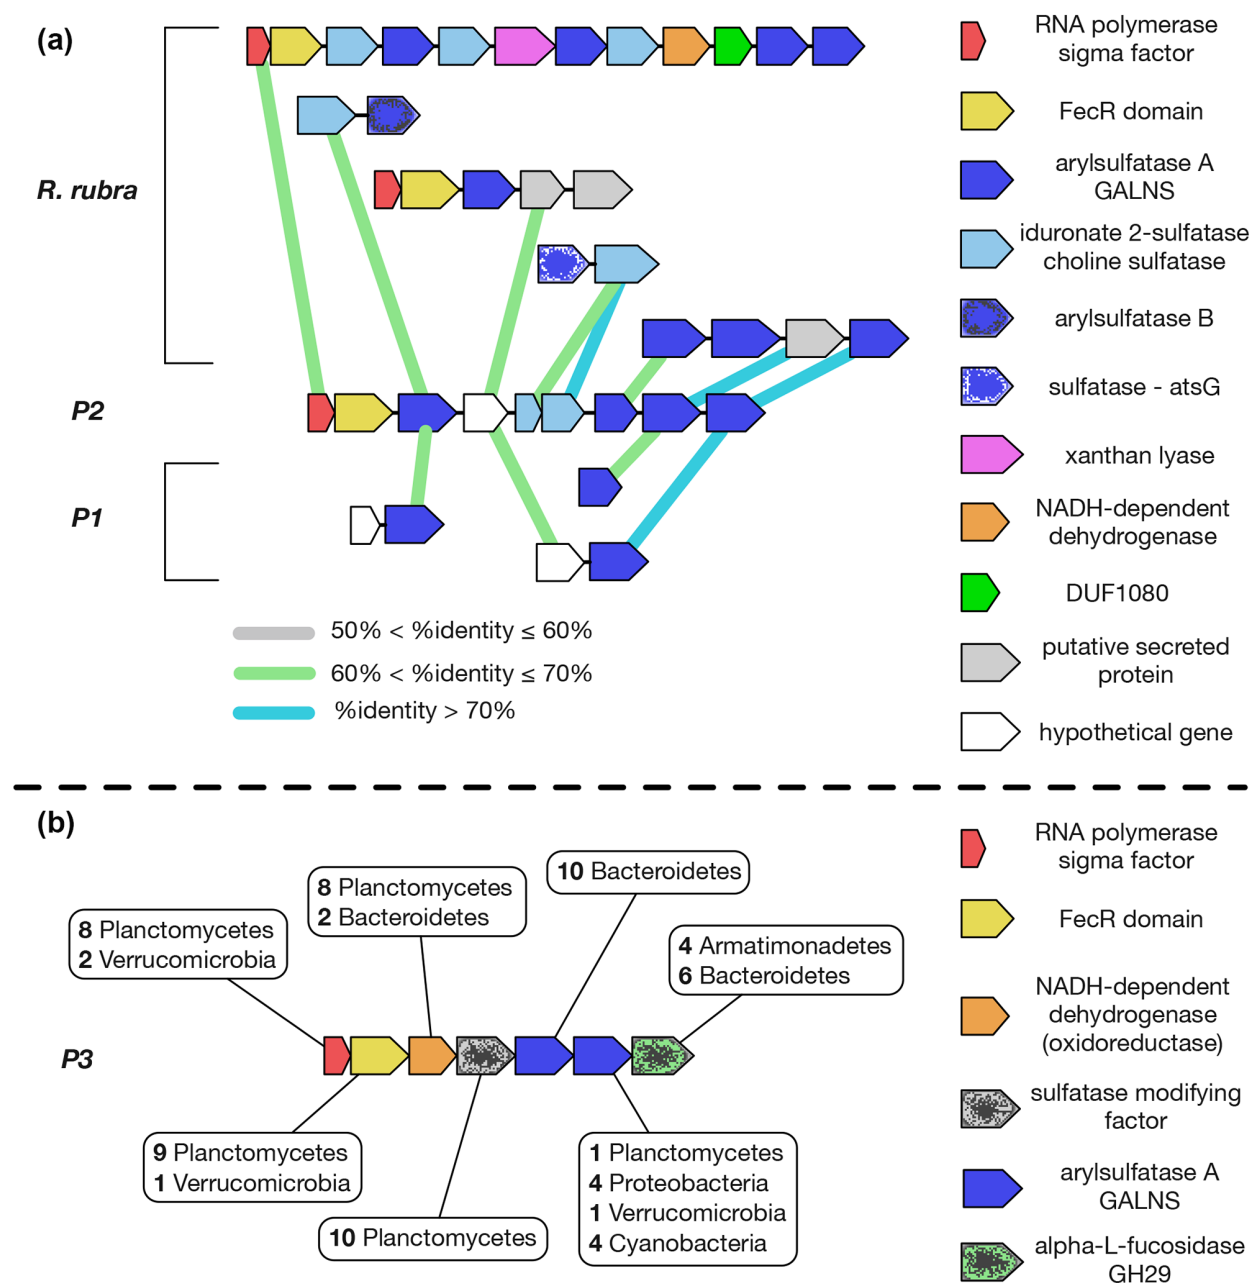 (a)
R. rubra
P2
P1
50% < %identity ≤ 60%
60% < %identity ≤ 70%
%identity > 70%
RNA polymerase
sigma factor
FecR domain
arylsulfatase A
GALNS
iduronate 2-sulfatase
choline sulfatase
arylsulfatase B
sulfatase - atsG
xanthan lyase
NADH-dependent
dehydrogenase
DUF1080
putative secreted
protein
hypothetical gene
(b)
8 Planctomycetes
2 Verrucomicrobia
8 Planctomycetes
2 Bacteroidetes
10 Bacteroidetes
4 Armatimonadetes
6 Bacteroidetes
P3
9 Planctomycetes
1 Verrucomicrobia
10 Planctomycetes
1 Planctomycetes
4 Proteobacteria
1 Verrucomicrobia
4 Cyanobacteria
RNA polymerase
sigma factor
FecR domain
NADH-dependent
dehydrogenase
(oxidoreductase)
sulfatase modifying
factor
arylsulfatase A
GALNS
alpha-L-fucosidase
GH29